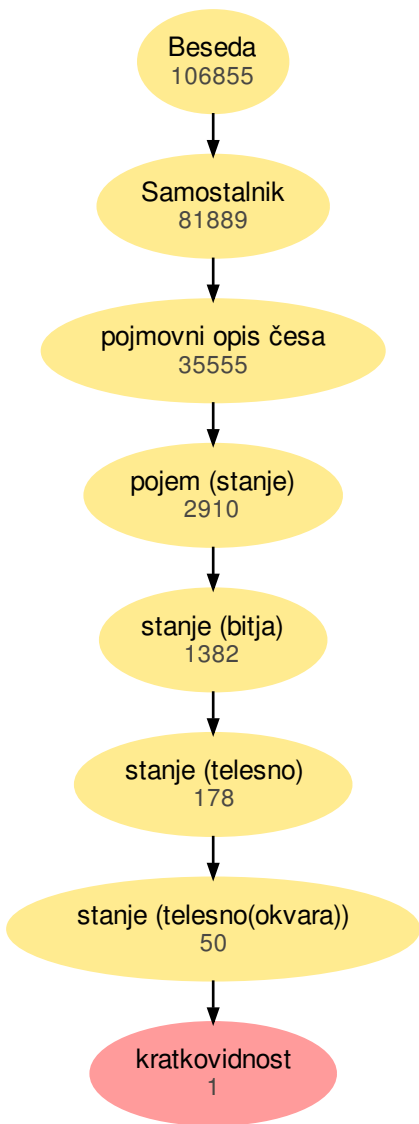 Beseda
106855
Samostalnik
81889
pojmovni opis česa
35555
pojem (stanje)
2910
stanje (bitja)
1382
stanje (telesno)
178
stanje (telesno(okvara))
50
kratkovidnost
1